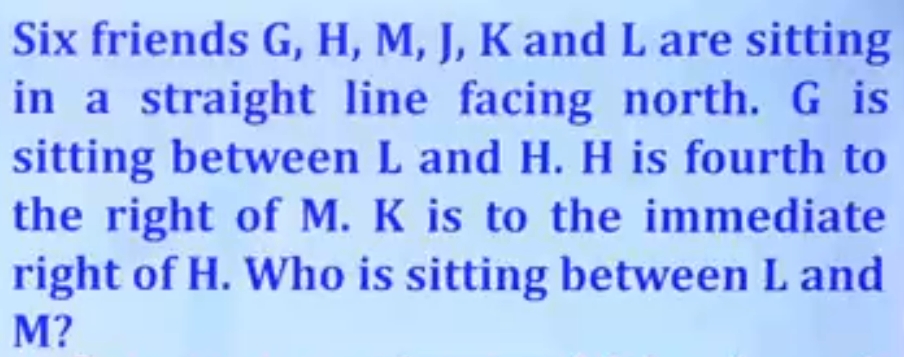 Six friends G, H, M, J, K and L are sitting
in a straight line facing north. G is
sitting between L and H. H is fourth to
the right of M. K is to the immediate
right of H. Who is sitting between L and
M?